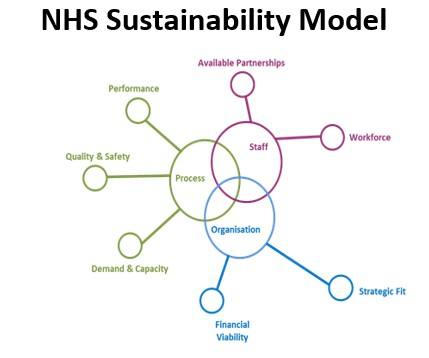 NHS Sustainability Model
Available Partnerships
Performance
Workforce
Staff
Quality & Safety
Process
Organisation
Demand & Capacity
Strategic Fit
Financial
Viability